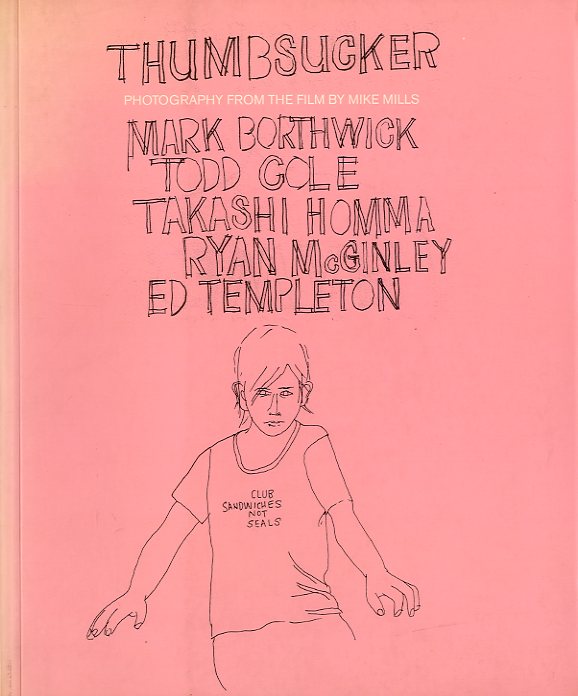 THUMBSUCKER
PHOTOGRAPHY FROM THE FILM BY MIKE MILLS
MARK BORTHWICK
TODD COLE
TAKASHI HOMMA
RYAN McGINLEY
ED TEMPLETON
CLUB
SANDWICHES
NOT
SEALS